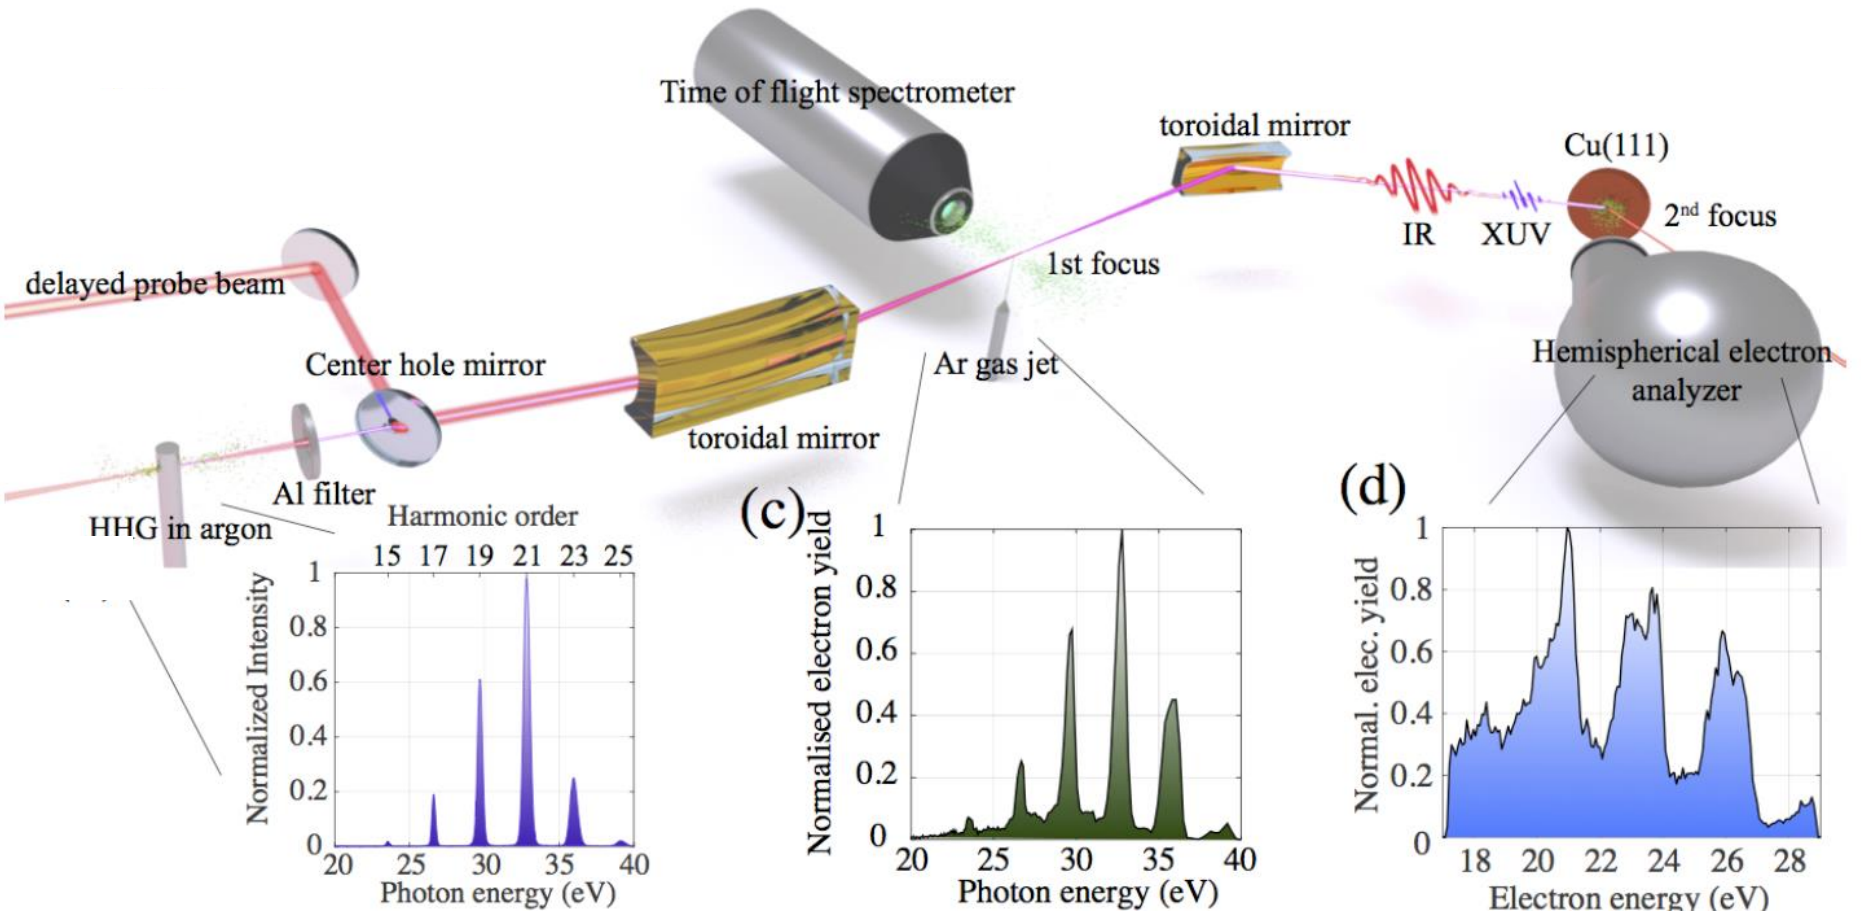 Time of flight spectrometer
toroidal mirror
Cu(111)
2nd focus
IR
XUV
1st focus
delayed probe beam
Center hole mirror
Ar gas jet
Hemispherical electron
analyzer
toroidal mirror
Al filter
HHG in argon
Harmonic order
15 17 19 21 23 25
Normalized Intensity
1
0.8
0.6
0.4
0.2
0
20 25 30 35 40
Photon energy (eV)
(c)
Normalised electron yield
1
0.8
0.6
0.4
0.2
0
20 25 30 35 40
Photon energy (eV)
(d)
Normal. elec. yield
1
0.8
0.6
0.4
0.2
0
18 20 22 24 26 28
Electron energy (eV)